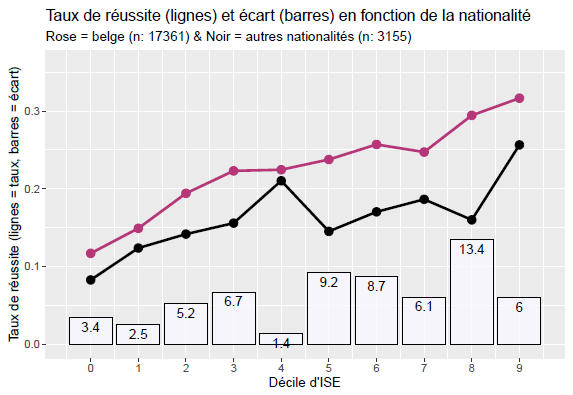 Taux de réussite (lignes) et écart (barres) en fonction de la nationalité
Rose = belge (n: 17361) & Noir = autres nationalités (n: 3155)
Taux de réussite (lignes = taux, barres = écart)
0.3
0.2
0.1
0.0
3.4
2.5
5.2
6.7
1.4
9.2
8.7
6.1
13.4
6
0 1 2 3 4 5 6 7 8 9
Décile d'ISE